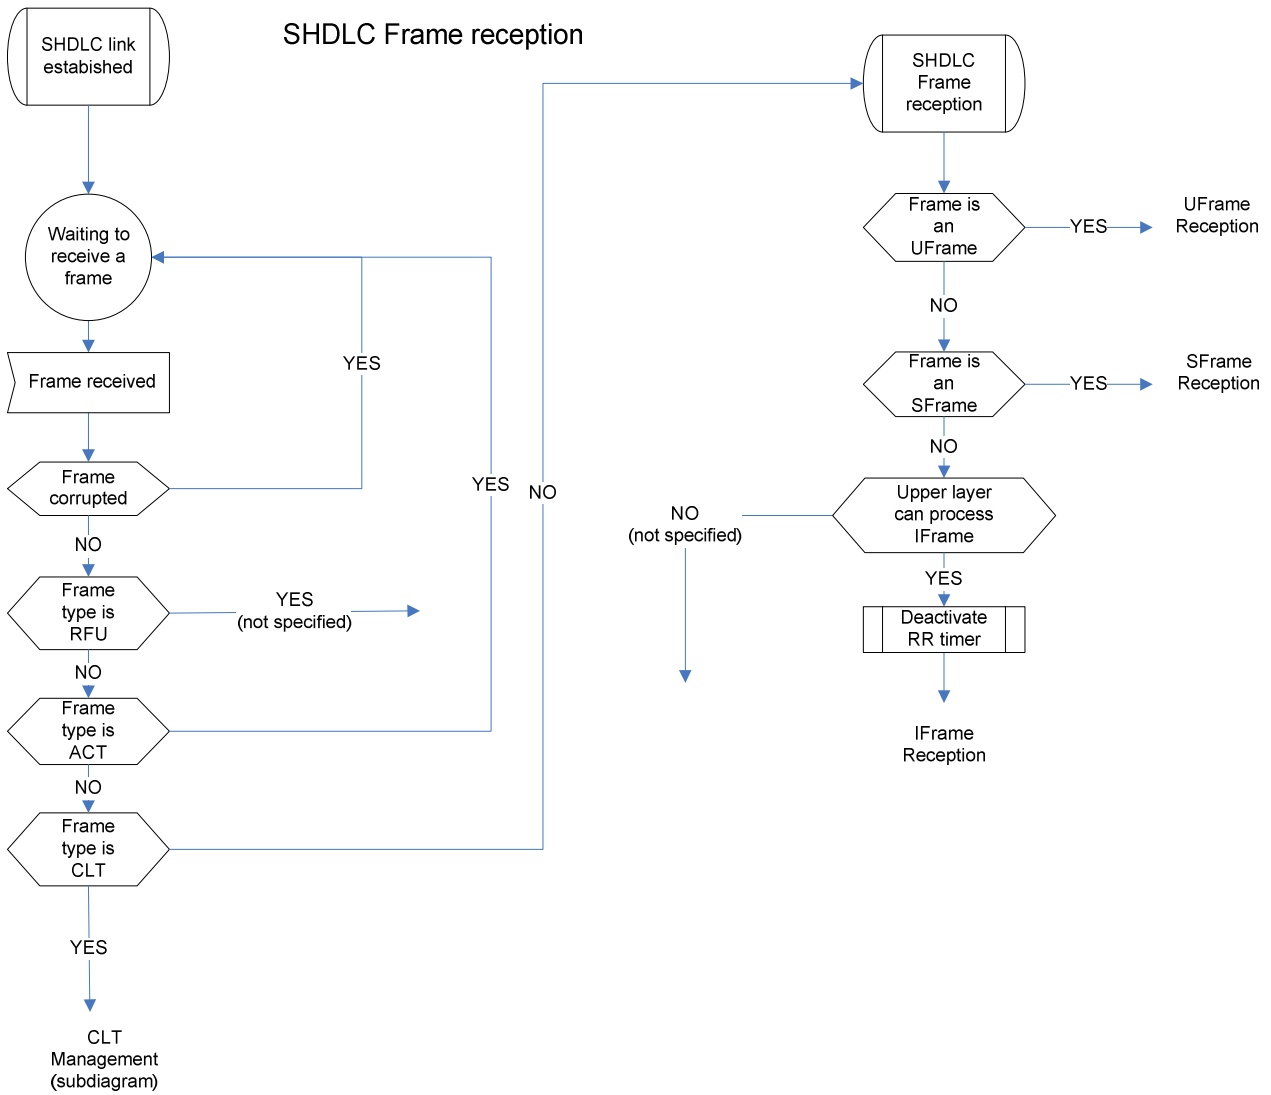 SHDLC Frame reception
SHDLC link
estabished
Waiting to
receive a
frame
YES
Frame received
Frame
corrupted
YES
NO
NO
Frame
type is
RFU
YES
(not specified)
NO
Frame
type is
ACT
NO
Frame
type is
CLT
YES
CLT
Management
(subdiagram)
SHDLC
Frame
reception
Frame is
an
UFrame
YES
UFrame
Reception
NO
Frame is
an
SFrame
YES
SFrame
Reception
NO
Upper layer
can process
IFrame
NO
(not specified)
YES
Deactivate
RR timer
IFrame
Reception